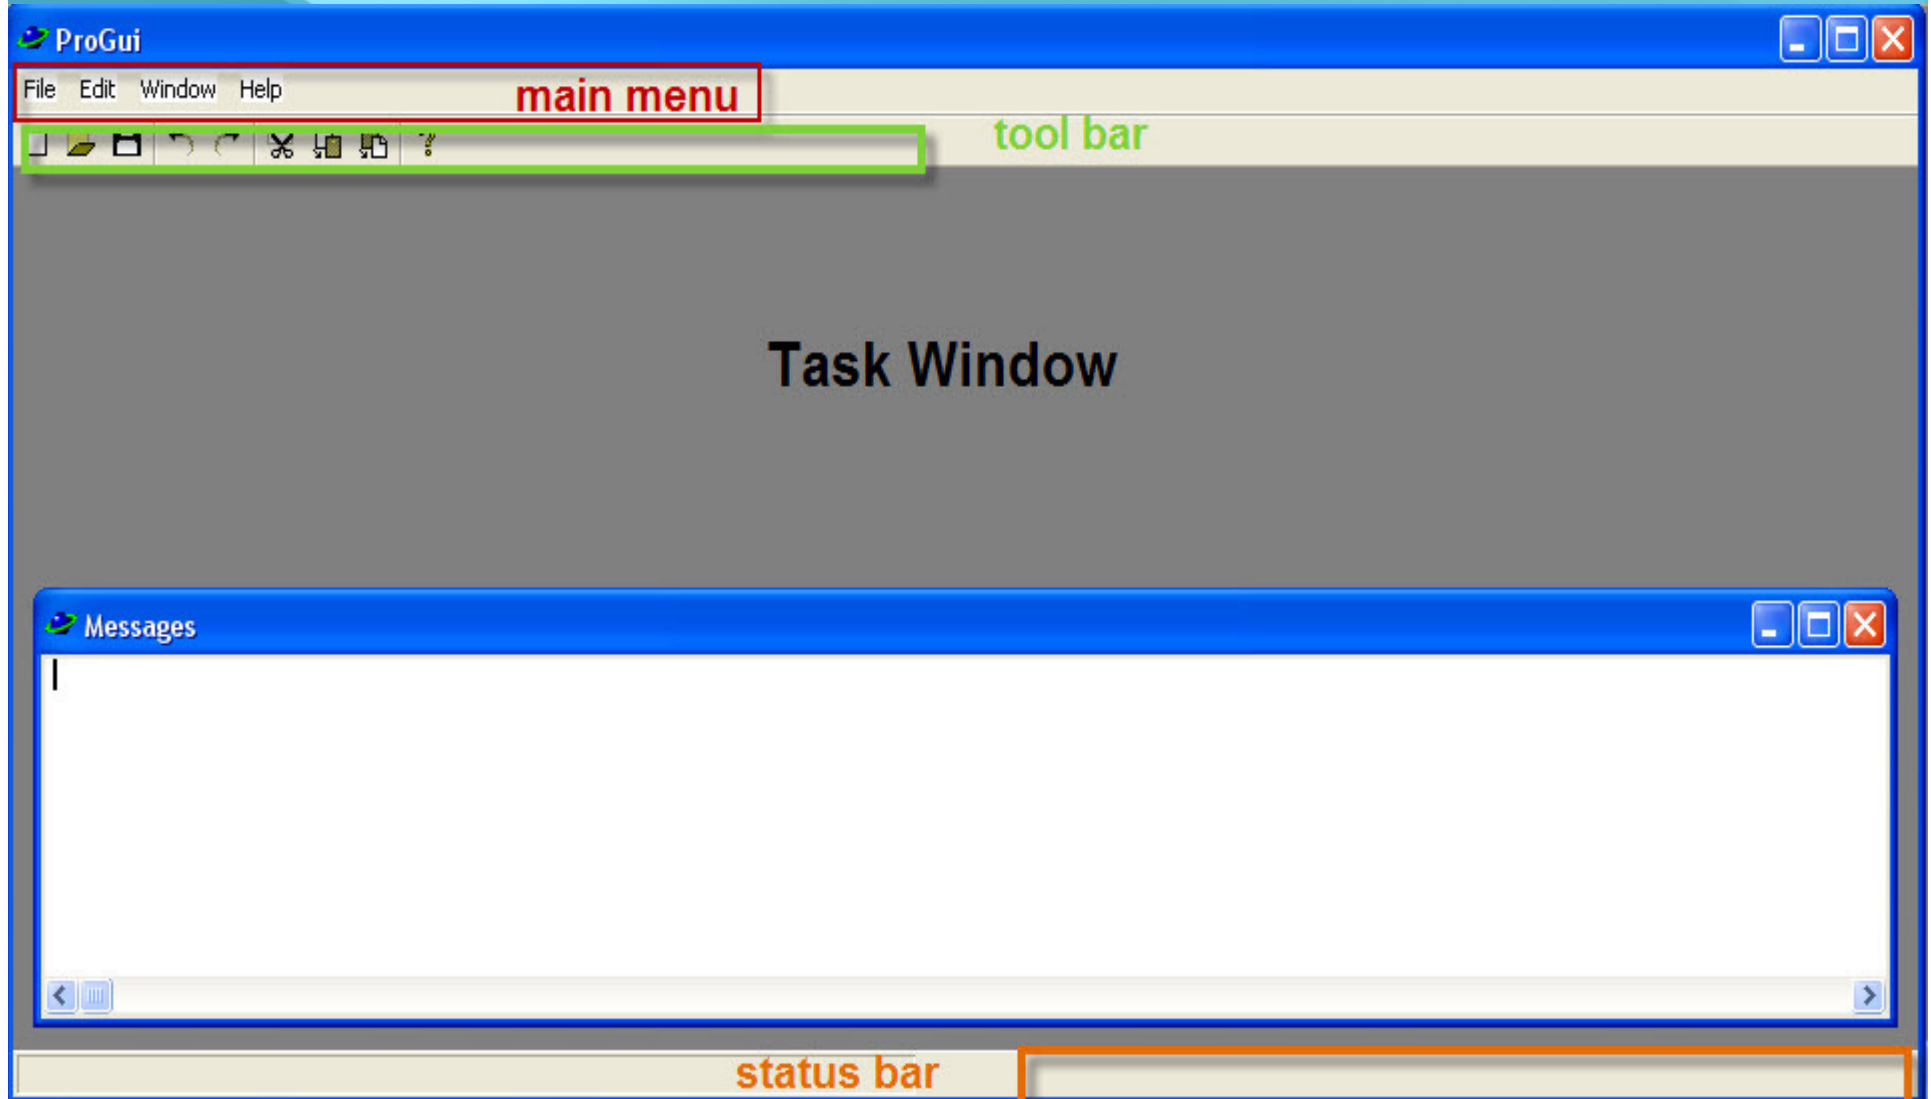 ProGui
File Edit Window Help main menu
tool bar
Task Window
Messages
status bar